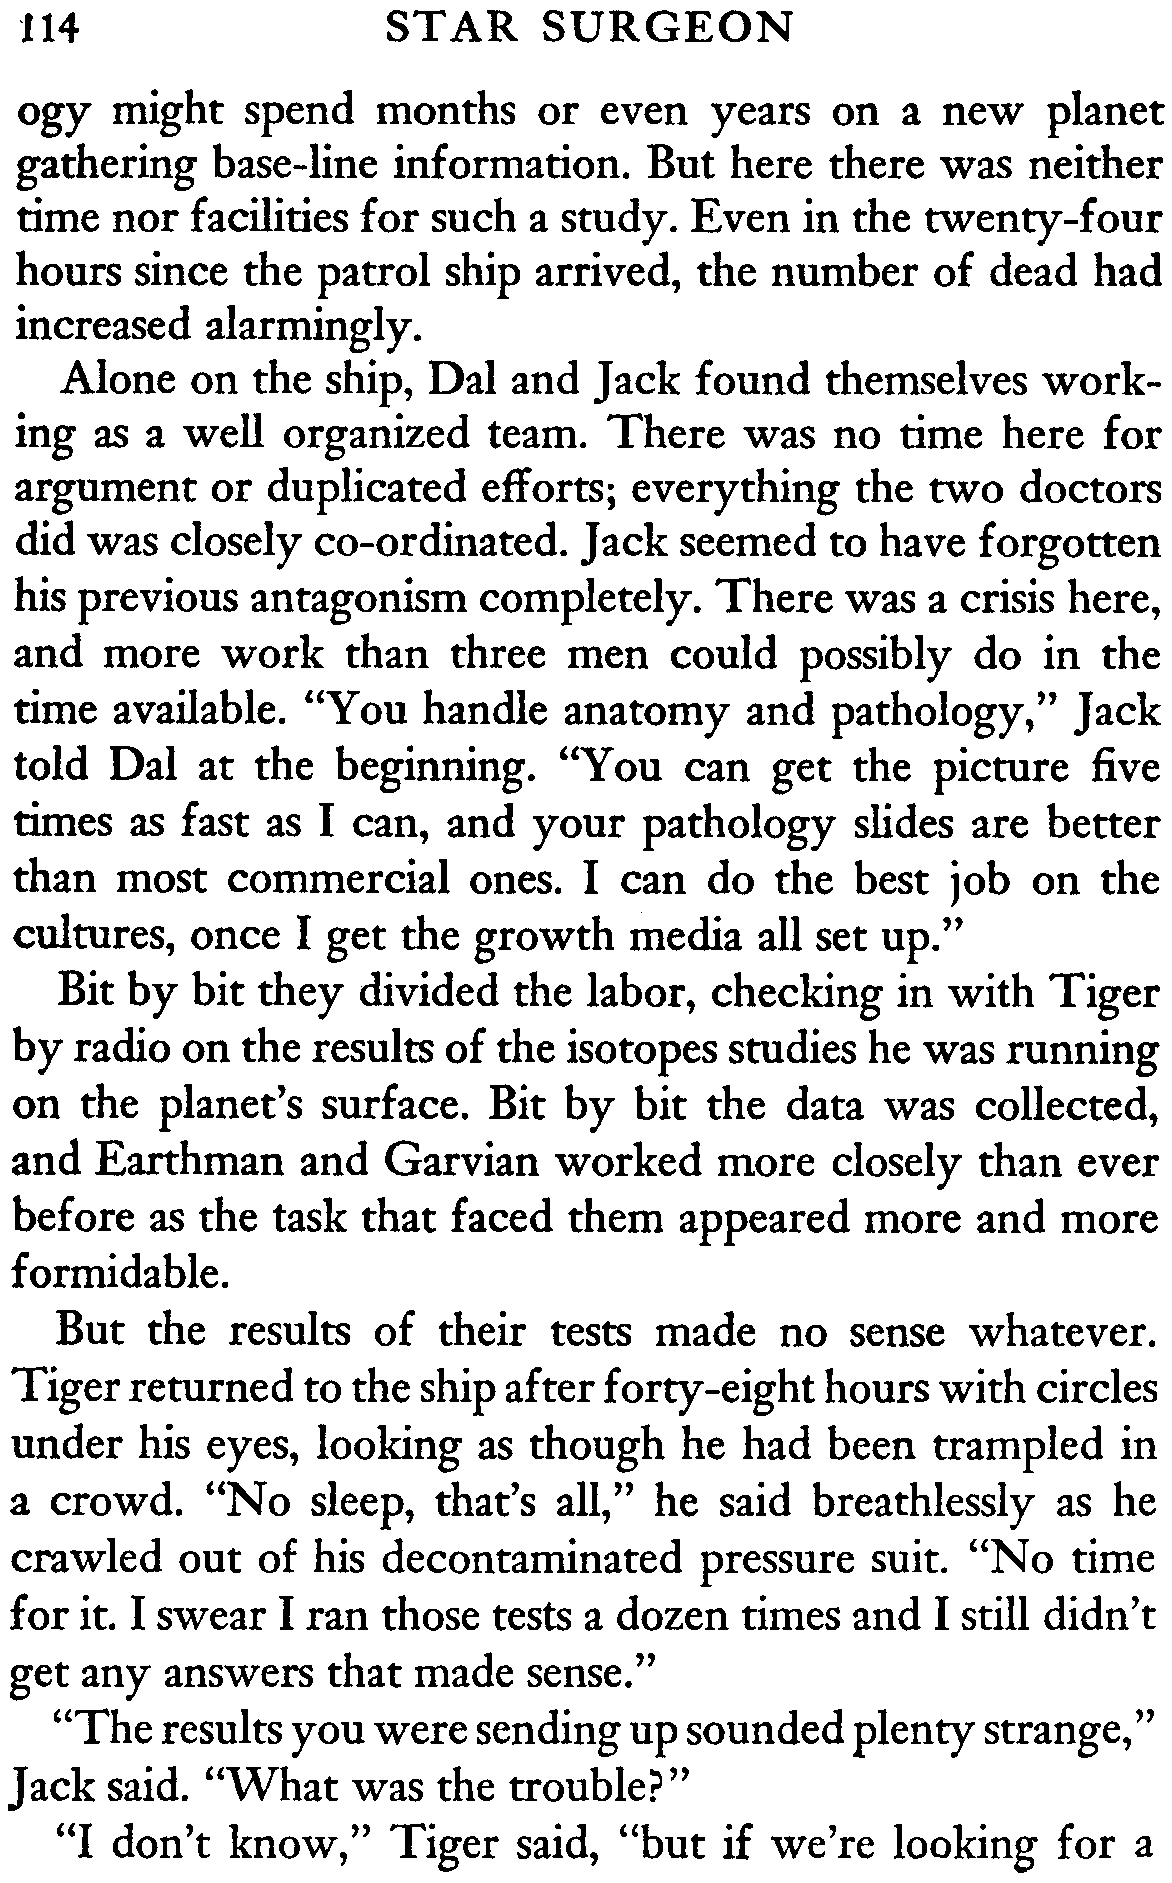 114 STAR SURGEON
ogy might spend months or even years on a new planet
gathering base-line information. But here there was neither
time nor facilities for such a study. Even in the twenty-four
hours since the patrol ship arrived, the number of dead had
increased alarmingly.
Alone on the ship, Dal and Jack found themselves work-
ing as a well organized team. There was no time here for
argument or duplicated efforts; everything the two doctors
did was closely co-ordinated. Jack seemed to have forgotten
his previous antagonism completely. There was a crisis here,
and more work than three men could possibly do in the
time available. “You handle anatomy and pathology,” Jack
told Dal at the beginning. “You can get the picture five
times as fast as I can, and your pathology slides are better
than most commercial ones. I can do the best job on the
cultures, once I get the growth media all set up.”
Bit by bit they divided the labor, checking in with Tiger
by radio on the results of the isotopes studies he was running
on the planet's surface. Bit by bit the data was collected,
and Earthman and Garvian worked more closely than ever
before as the task that faced them appeared more and more
formidable.
But the results of their tests made no sense whatever.
Tiger returned to the ship after forty-eight hours with circles
under his eyes, looking as though he had been trampled in
a crowd. “No sleep, that's all,” he said breathlessly as he
crawled out of his decontaminated pressure suit. “No time
for it. I swear I ran those tests a dozen times and I still didn't
get any answers that made sense.”
“The results you were sending up sounded plenty strange,”
Jack said. “What was the trouble?”
“I don't know,” Tiger said, “but if we're looking for a